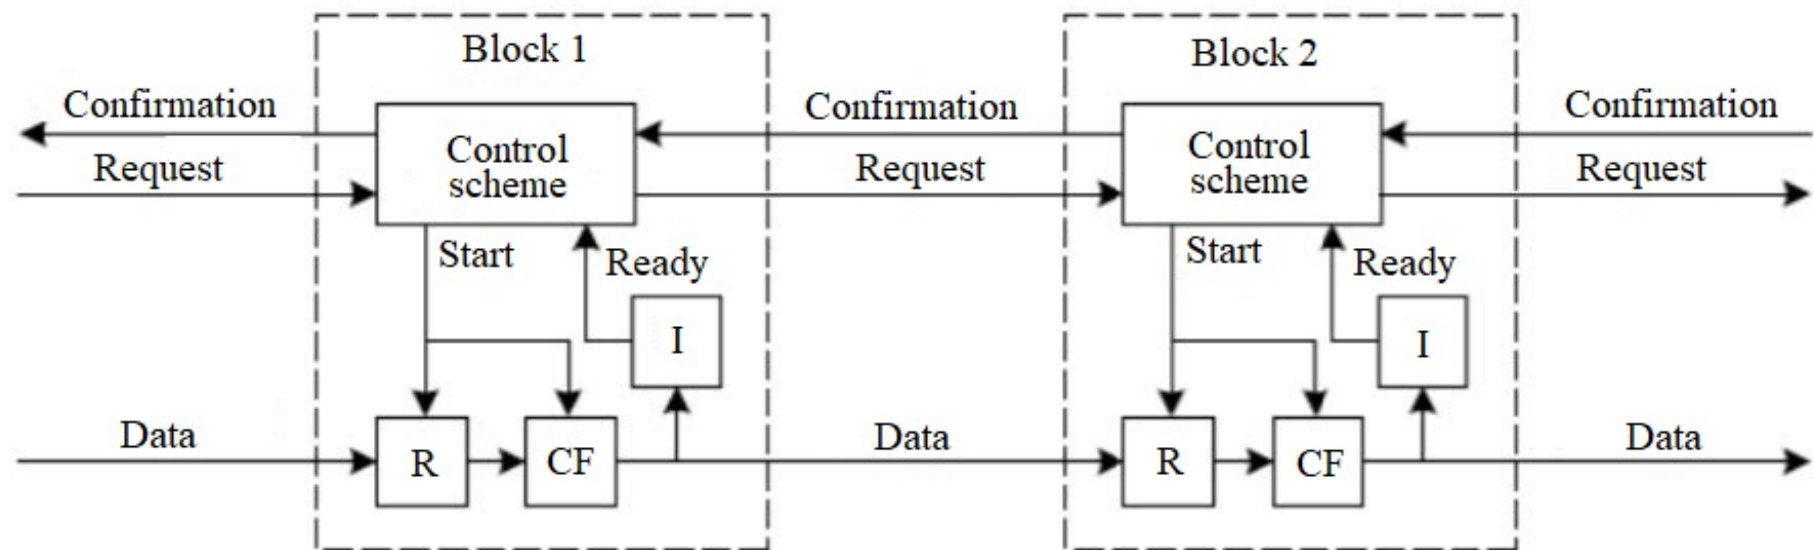 Block 1
Block 2
Confirmation
Confirmation
Confirmation
Control
scheme
Control
scheme
Request
Request
Request
Start
Ready
Start
Ready
I
I
Data
R
CF
Data
R
CF
Data